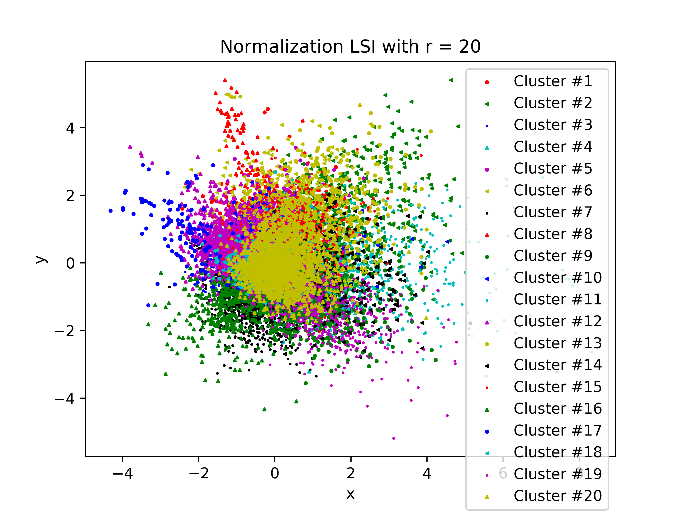 Normalization LSI with r = 20
y
4
2
0
−2
−4
−4
−2
0
2
4
6
x
Cluster #1
Cluster #2
Cluster #3
Cluster #4
Cluster #5
Cluster #6
Cluster #7
Cluster #8
Cluster #9
Cluster #10
Cluster #11
Cluster #12
Cluster #13
Cluster #14
Cluster #15
Cluster #16
Cluster #17
Cluster #18
Cluster #19
Cluster #20